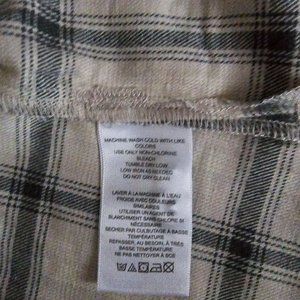 MACHINE WASH COLD WITH LIKE
COLORS
USE ONLY NON-CHLORINE
BLEACH
TUMBLE DRY LOW
LOW IRON AS NEEDED
DO NOT DRY CLEAN
LAVER À LA MACHINE À L'EAU
FROIDE AVEC COULEURS
SIMILAIRES
UTILISER UN AGENT DE
BLANCHIMENT SANS CHLORE SI
NÉCESSAIRE
SÉCHER PAR CULBUTAGE À BASSE
TEMPÉRATURE
REPASSER, AU BESOIN, À TRÈS
BASSE TEMPÉRATURE
NE PAS NETTOYER À SEC